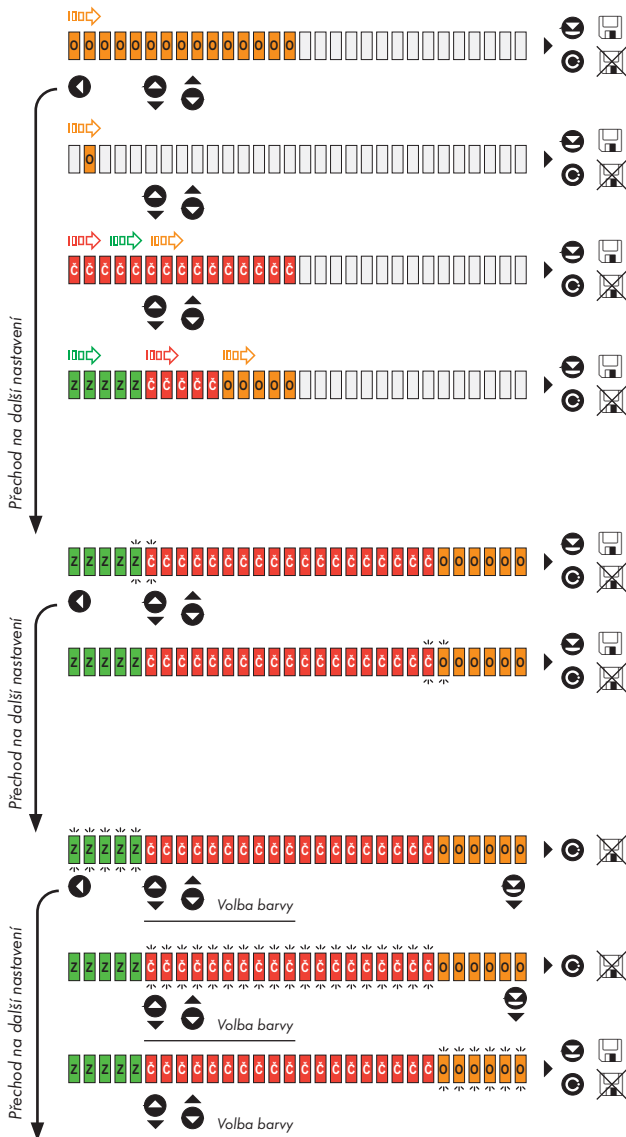 O O O O O O O O O O O O O O O
O
Č Č Č Č Č Č Č Č Č Č Č Č Č Č Č
Z Z Z Z Z Č Č Č Č Č O O O O O
Přechod na další nastavení
Z Z Z Z Z Č Č Č Č Č Č Č Č Č Č Č Č Č Č Č Č Č Č Č O O O O O O
Z Z Z Z Z Č Č Č Č Č Č Č Č Č Č Č Č Č Č Č Č Č Č Č O O O O O O
Přechod na další nastavení
Z Z Z Z Z Č Č Č Č Č Č Č Č Č Č Č Č Č Č Č Č Č Č Č O O O O O O
Volba barvy
Z Z Z Z Z Č Č Č Č Č Č Č Č Č Č Č Č Č Č Č Č Č Č Č O O O O O O
Volba barvy
Přechod na další nastavení
Z Z Z Z Z Č Č Č Č Č Č Č Č Č Č Č Č Č Č Č Č Č Č Č O O O O O O
Volba barvy